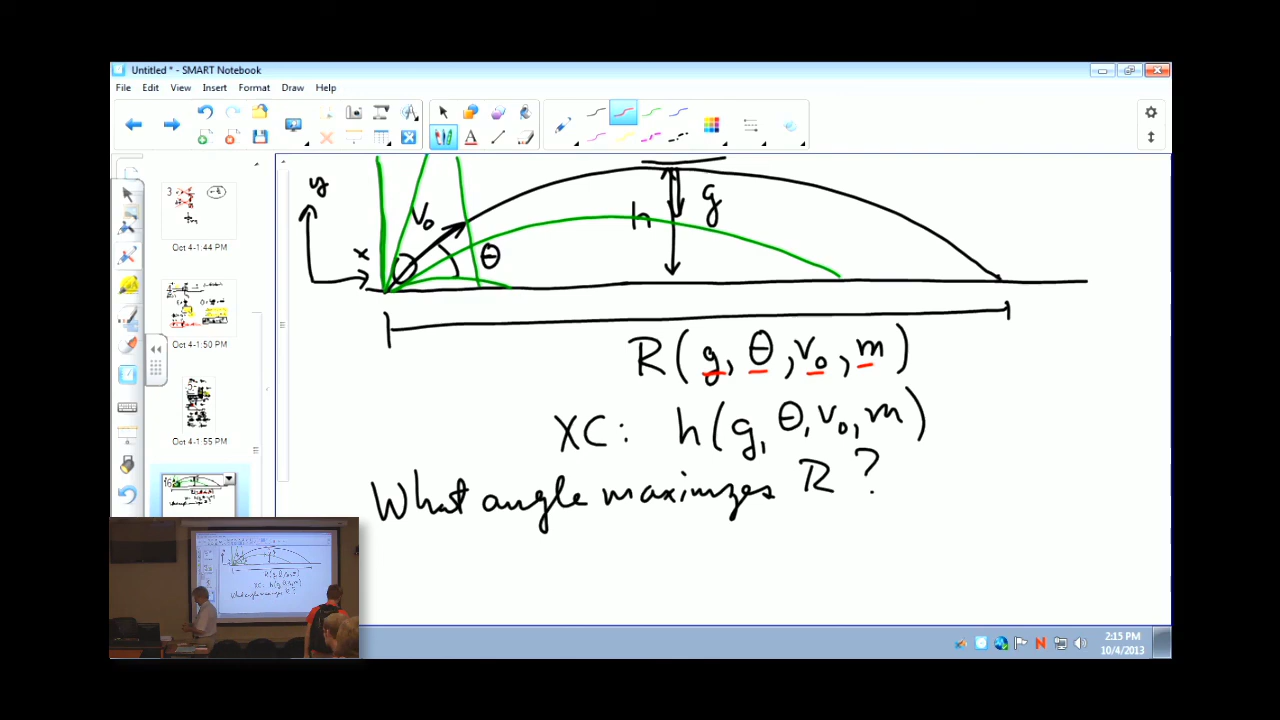 Untitled * - SMART Notebook
File Edit View Insert Format Draw Help
3
Oct 4-1:44 PM
Oct 4-1:50 PM
Oct 4-1:55 PM
16
y
x
v₀
θ
h
g
R(g, θ, v₀, m)
XC: h(g, θ, v₀, m)
What angle maximizes R ?
2:15 PM
10/4/2013